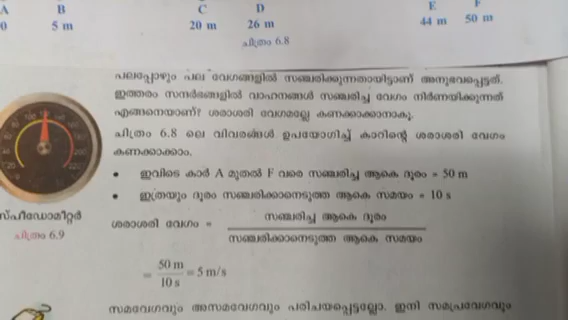 A B C D E F
0 5 m 20 m 26 m 44 m 50 m
ചിത്രം 6.8
പലപ്പോഴും പല വേഗങ്ങളിൽ സഞ്ചരിക്കുന്നതായിട്ടാണ് അനുഭവപ്പെട്ടത്.
ഇത്തരം സന്ദർഭങ്ങളിൽ വാഹനങ്ങൾ സഞ്ചരിച്ച വേഗം നിർണയിക്കുന്നത്
എങ്ങനെയാണ്? ശരാശരി വേഗമല്ലേ കണക്കാക്കാനാകൂ.
ചിത്രം 6.8 ലെ വിവരങ്ങൾ ഉപയോഗിച്ച് കാറിന്റെ ശരാശരി വേഗം
കണക്കാക്കാം.
• ഇവിടെ കാർ A മുതൽ F വരെ സഞ്ചരിച്ച ആകെ ദൂരം = 50 m
• ഇത്രയും ദൂരം സഞ്ചരിക്കാനെടുത്ത ആകെ സമയം = 10 s
സ്പീഡോമീറ്റർ
ചിത്രം 6.9
ശരാശരി വേഗം = സഞ്ചരിച്ച ആകെ ദൂരം
സഞ്ചരിക്കാനെടുത്ത ആകെ സമയം
= 50 m
10 s = 5 m/s
സമവേഗവും അസമവേഗവും പരിചയപ്പെട്ടല്ലോ. ഇനി സമപ്രവേഗവും